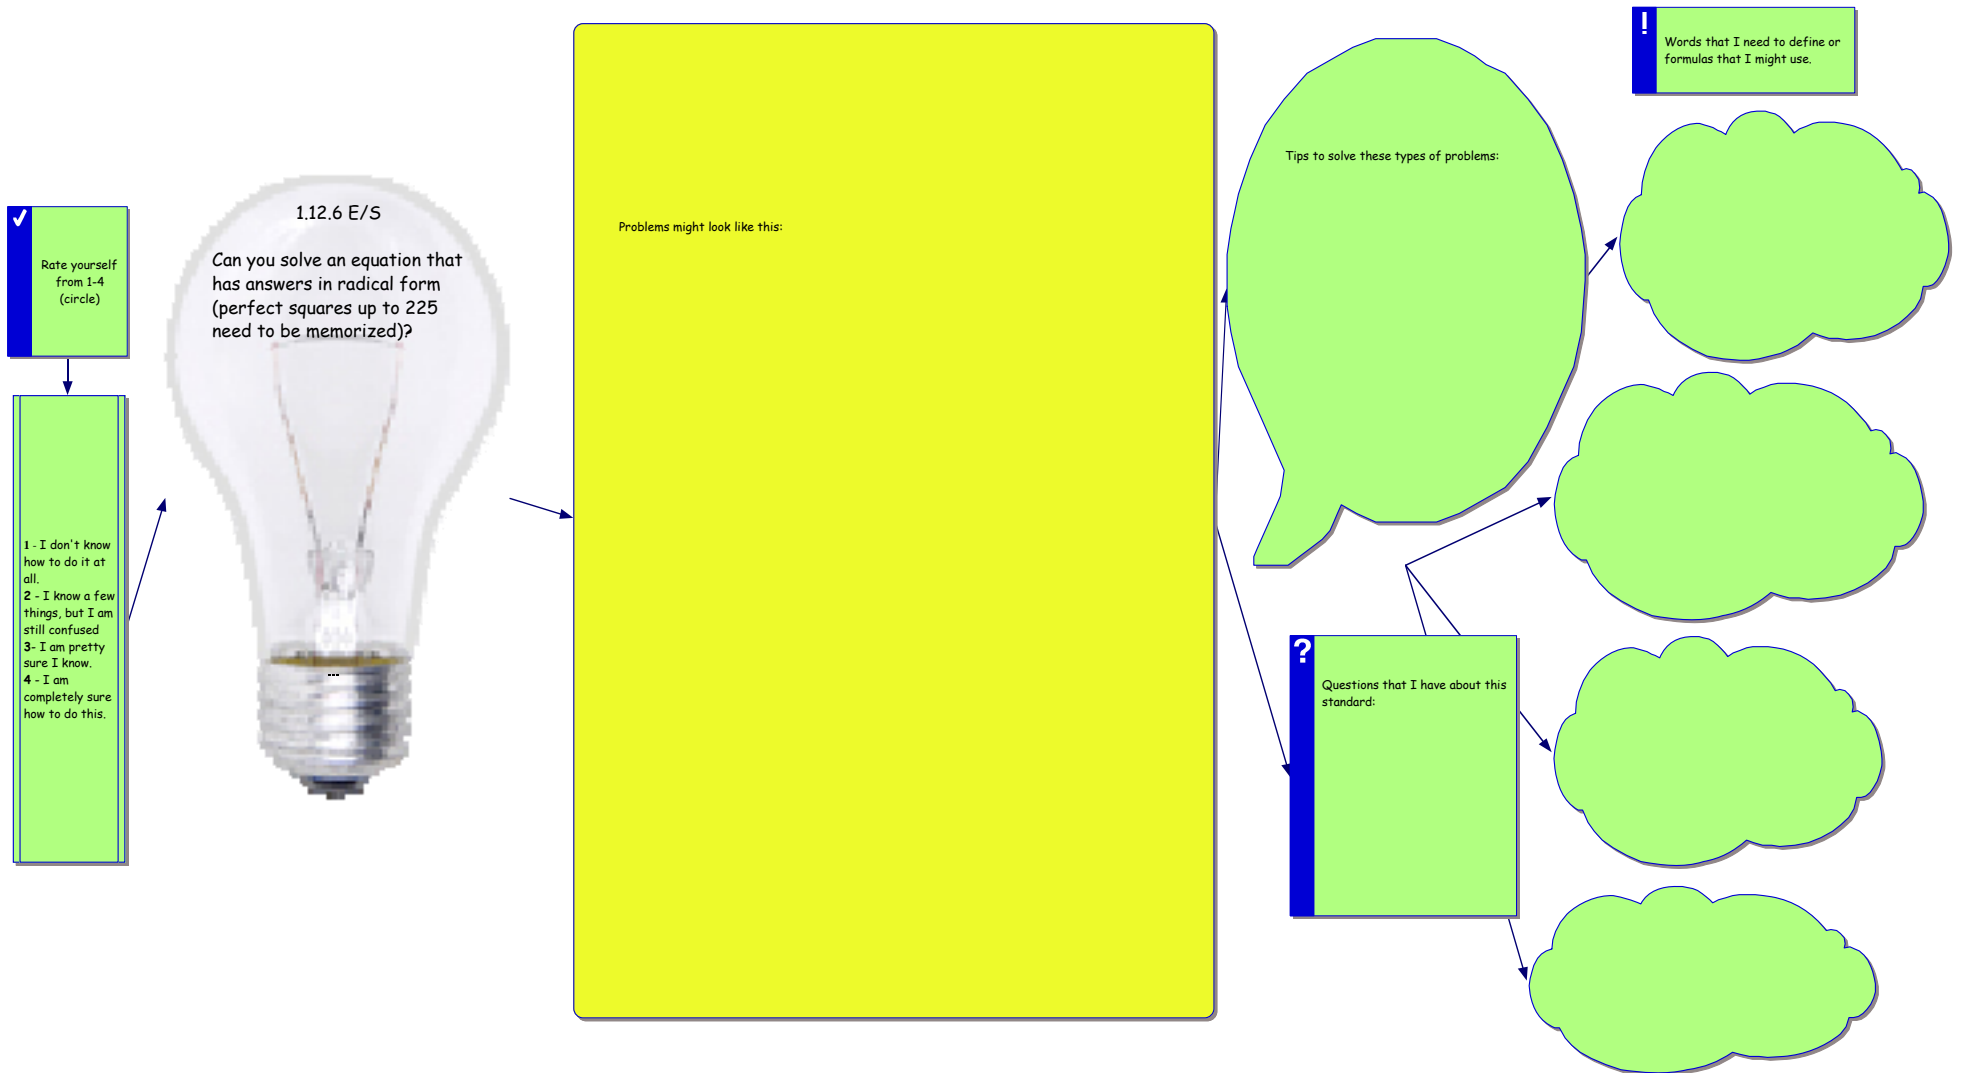 ✓
Rate yourself
from 1-4
(circle)
1 - I don't know
how to do it at
all.
2 - I know a few
things, but I am
still confused
3- I am pretty
sure I know.
4 - I am
completely sure
how to do this.
1.12.6 E/S
Can you solve an equation that
has answers in radical form
(perfect squares up to 225
need to be memorized)?
...
Problems might look like this:
Tips to solve these types of problems:
?
Questions that I have about this
standard:
!
Words that I need to define or
formulas that I might use.